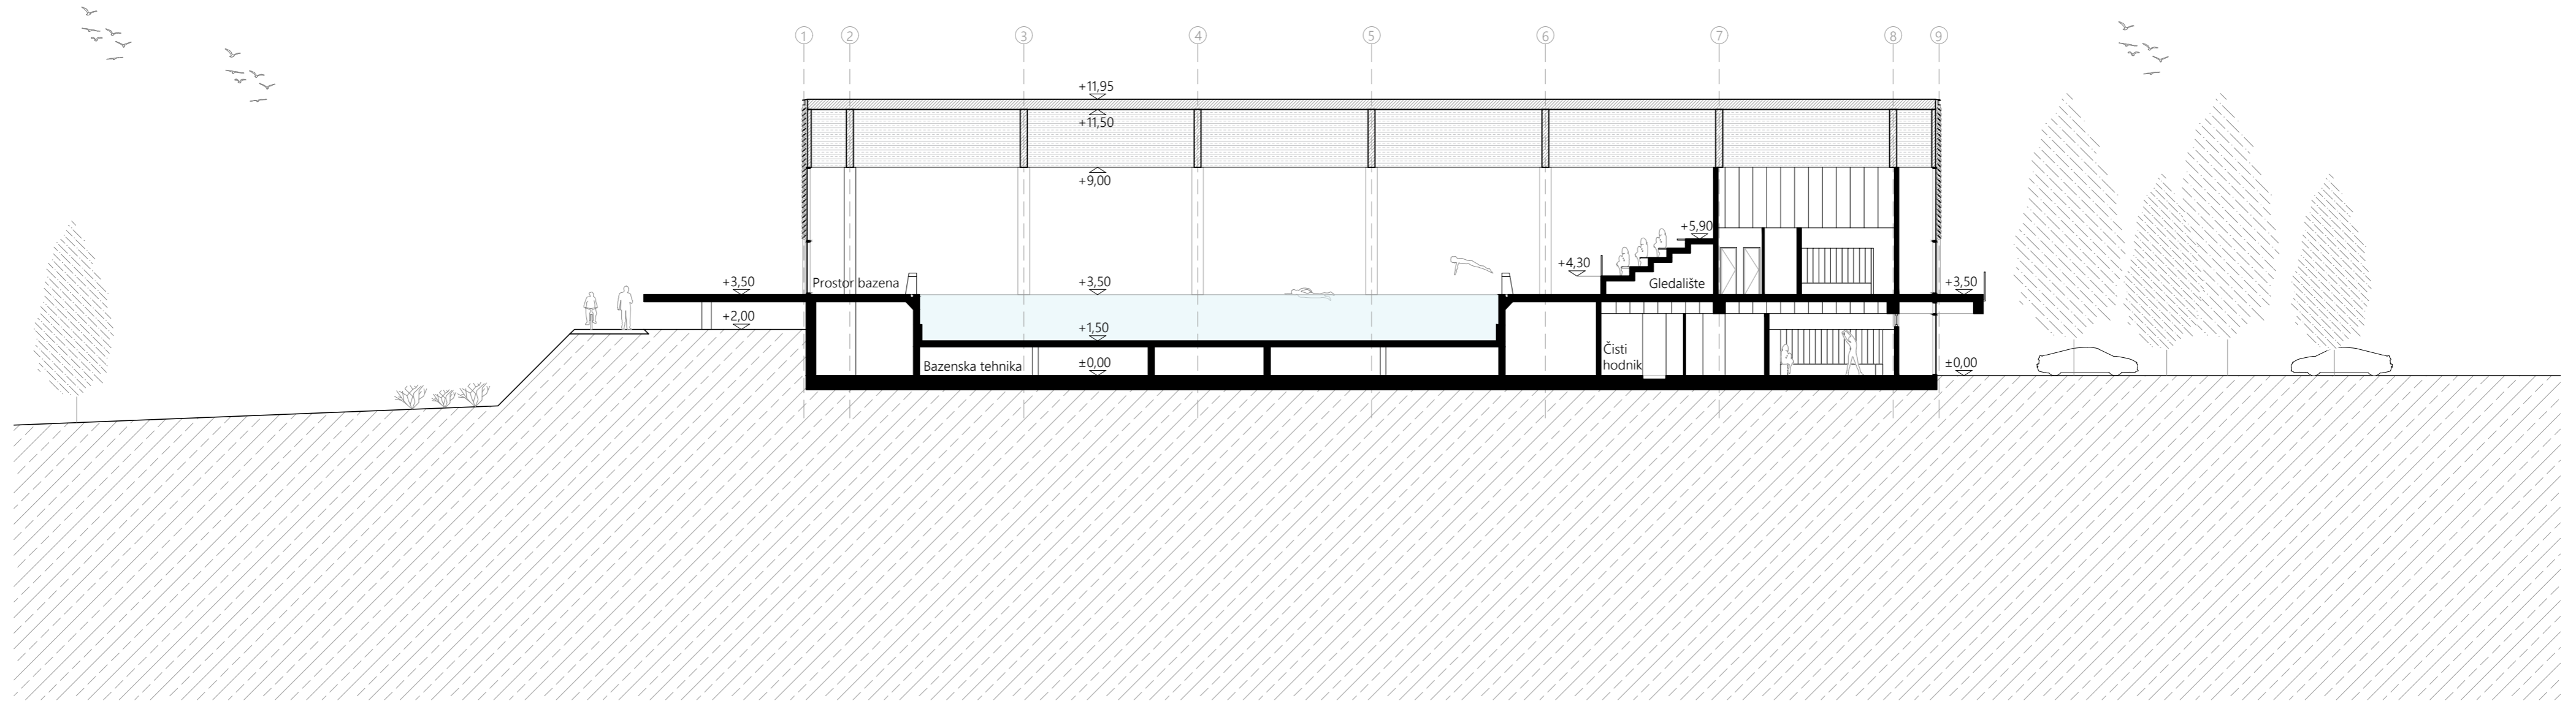 1 2 3 4 5 6 7 8 9
+11,95
+11,50
+9,00
+5,90
+4,30
+3,50
Prostor bazena
+3,50
Gledalište
+3,50
+2,00
+1,50
Čisti
hodnik
Bazenska tehnika
±0,00
±0,00